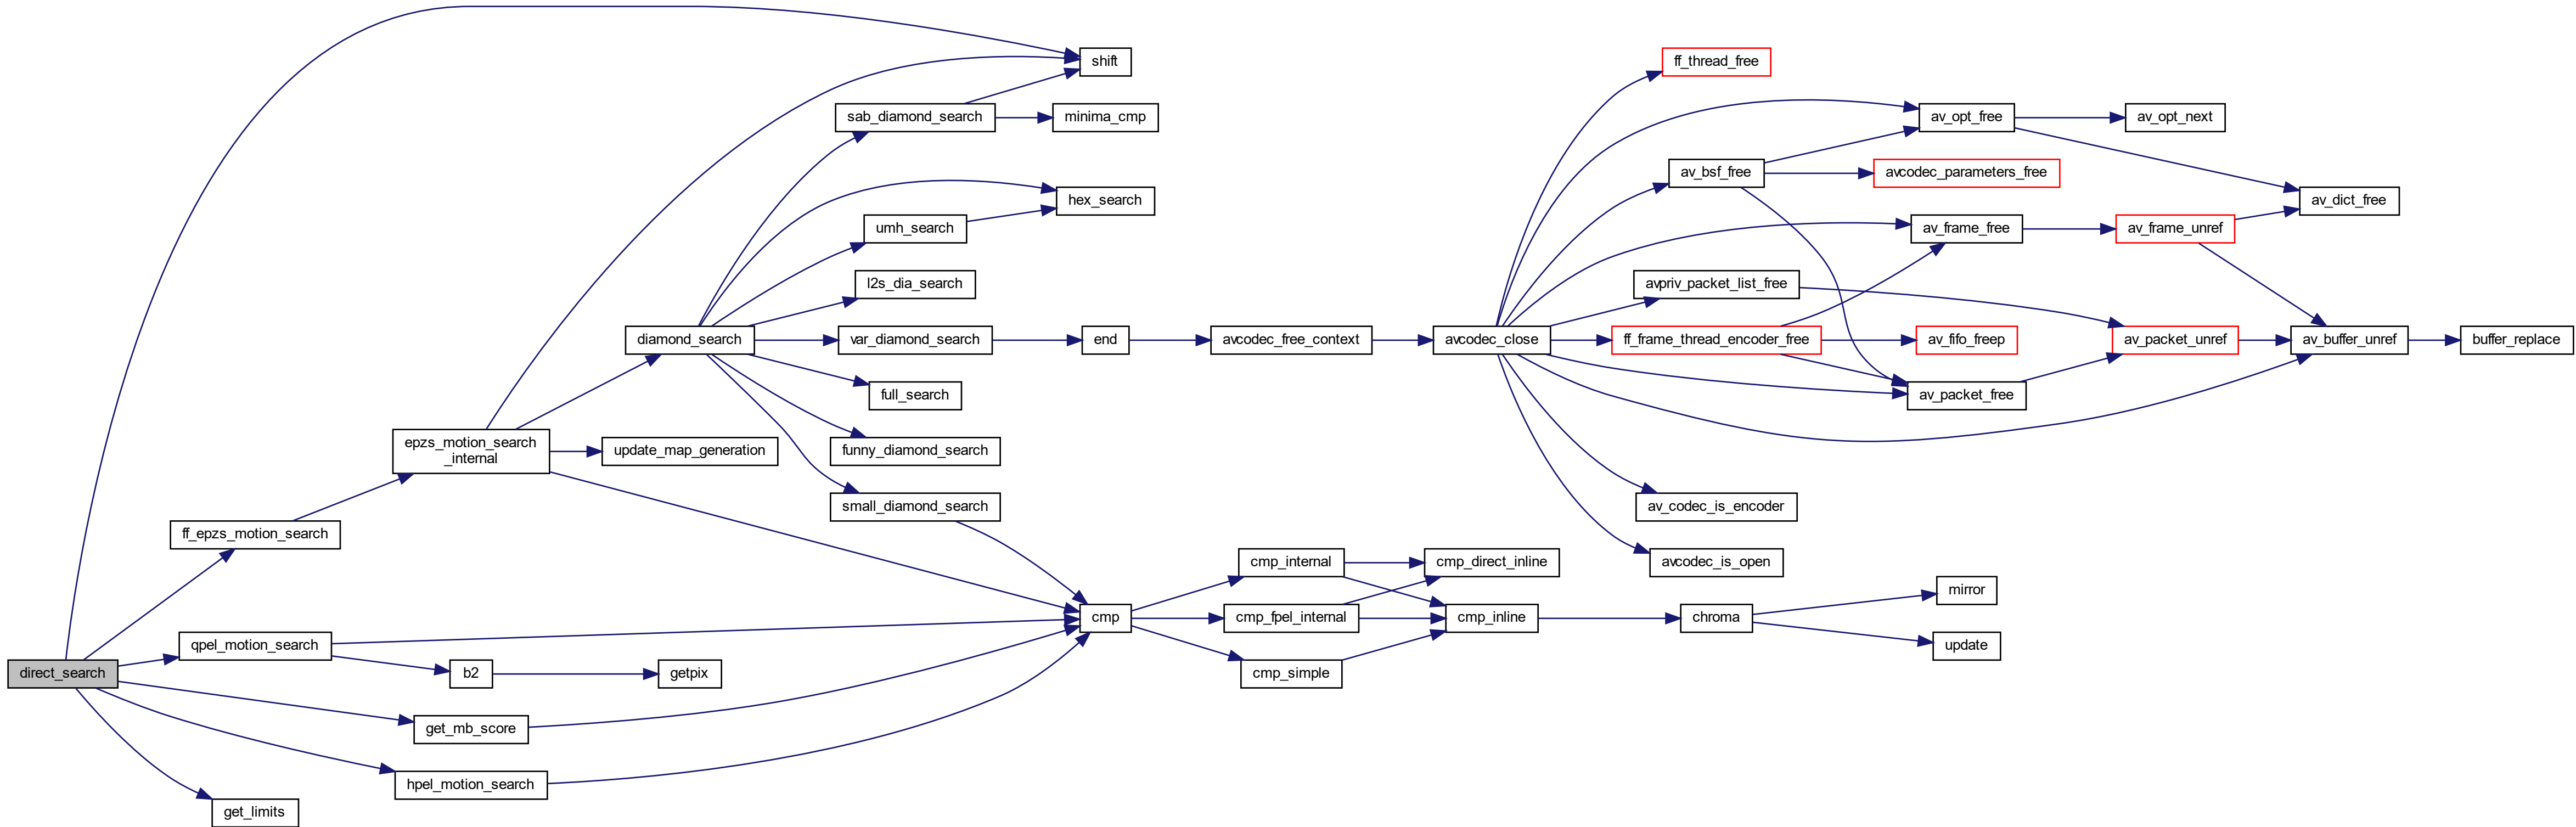 direct_search
shift
ff_epzs_motion_search
epzs_motion_search
_internal
diamond_search
sab_diamond_search
minima_cmp
hex_search
umh_search
l2s_dia_search
var_diamond_search
end
avcodec_free_context
avcodec_close
ff_thread_free
av_opt_free
av_opt_next
av_bsf_free
avcodec_parameters_free
av_dict_free
av_frame_free
av_frame_unref
avpriv_packet_list_free
ff_frame_thread_encoder_free
av_fifo_freep
av_packet_unref
av_buffer_unref
buffer_replace
av_packet_free
av_codec_is_encoder
avcodec_is_open
full_search
funny_diamond_search
small_diamond_search
update_map_generation
cmp
cmp_internal
cmp_direct_inline
cmp_fpel_internal
cmp_inline
cmp_simple
chroma
mirror
update
qpel_motion_search
b2
getpix
get_mb_score
hpel_motion_search
get_limits